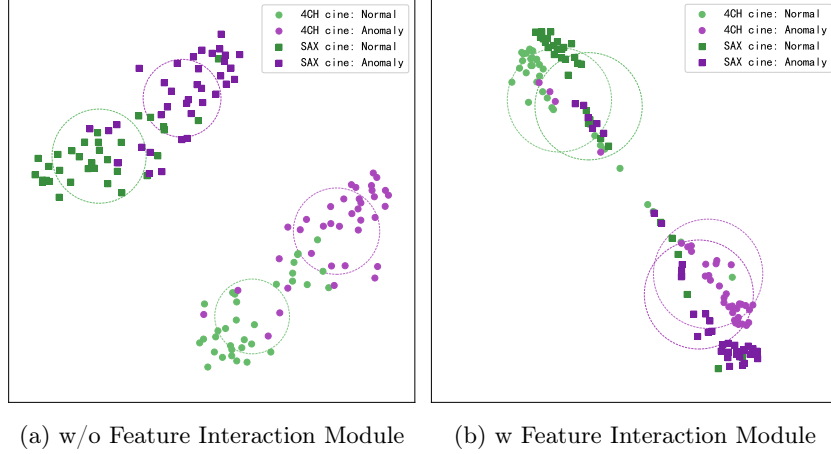 4CH cine: Normal
4CH cine: Anomaly
SAX cine: Normal
SAX cine: Anomaly
4CH cine: Normal
4CH cine: Anomaly
SAX cine: Normal
SAX cine: Anomaly
(a) w/o Feature Interaction Module
(b) w Feature Interaction Module